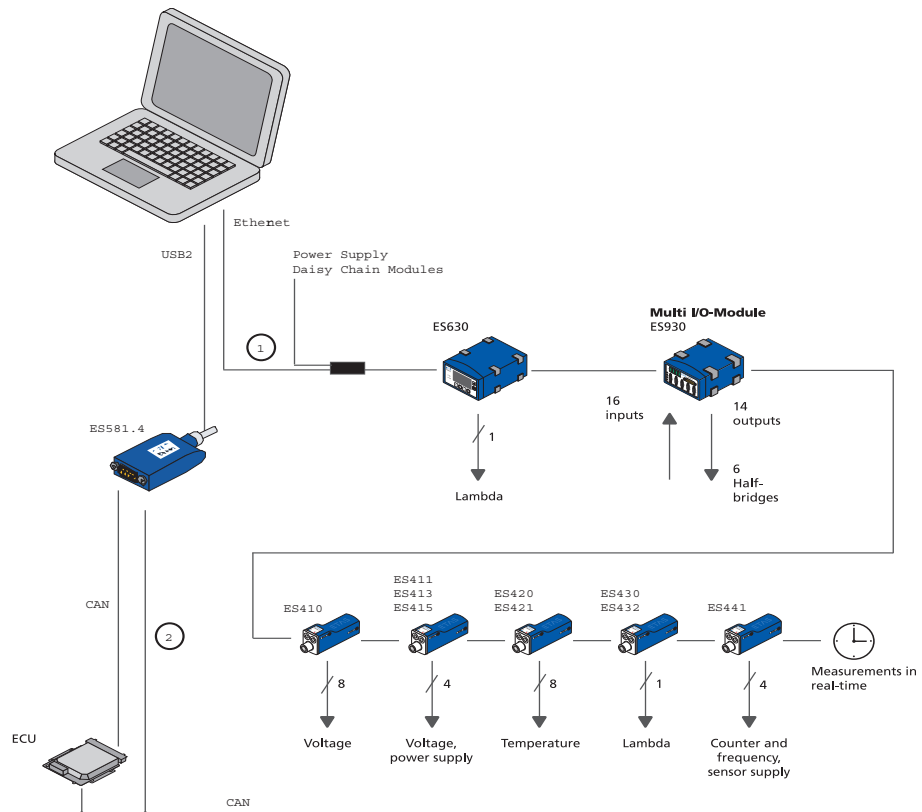 Ethernet
USB2
Power Supply
Daisy Chain Modules
1
ES630
Multi I/O-Module
ES930
16
inputs
14
outputs
1
Lambda
6
Half-
bridges
ES581.4
CAN
2
ES410
ES411
ES413
ES415
ES420
ES421
ES430
ES432
ES441
Measurements in
real-time
8
4
8
1
4
Voltage
Voltage,
power supply
Temperature
Lambda
Counter and
frequency,
sensor supply
ECU
CAN